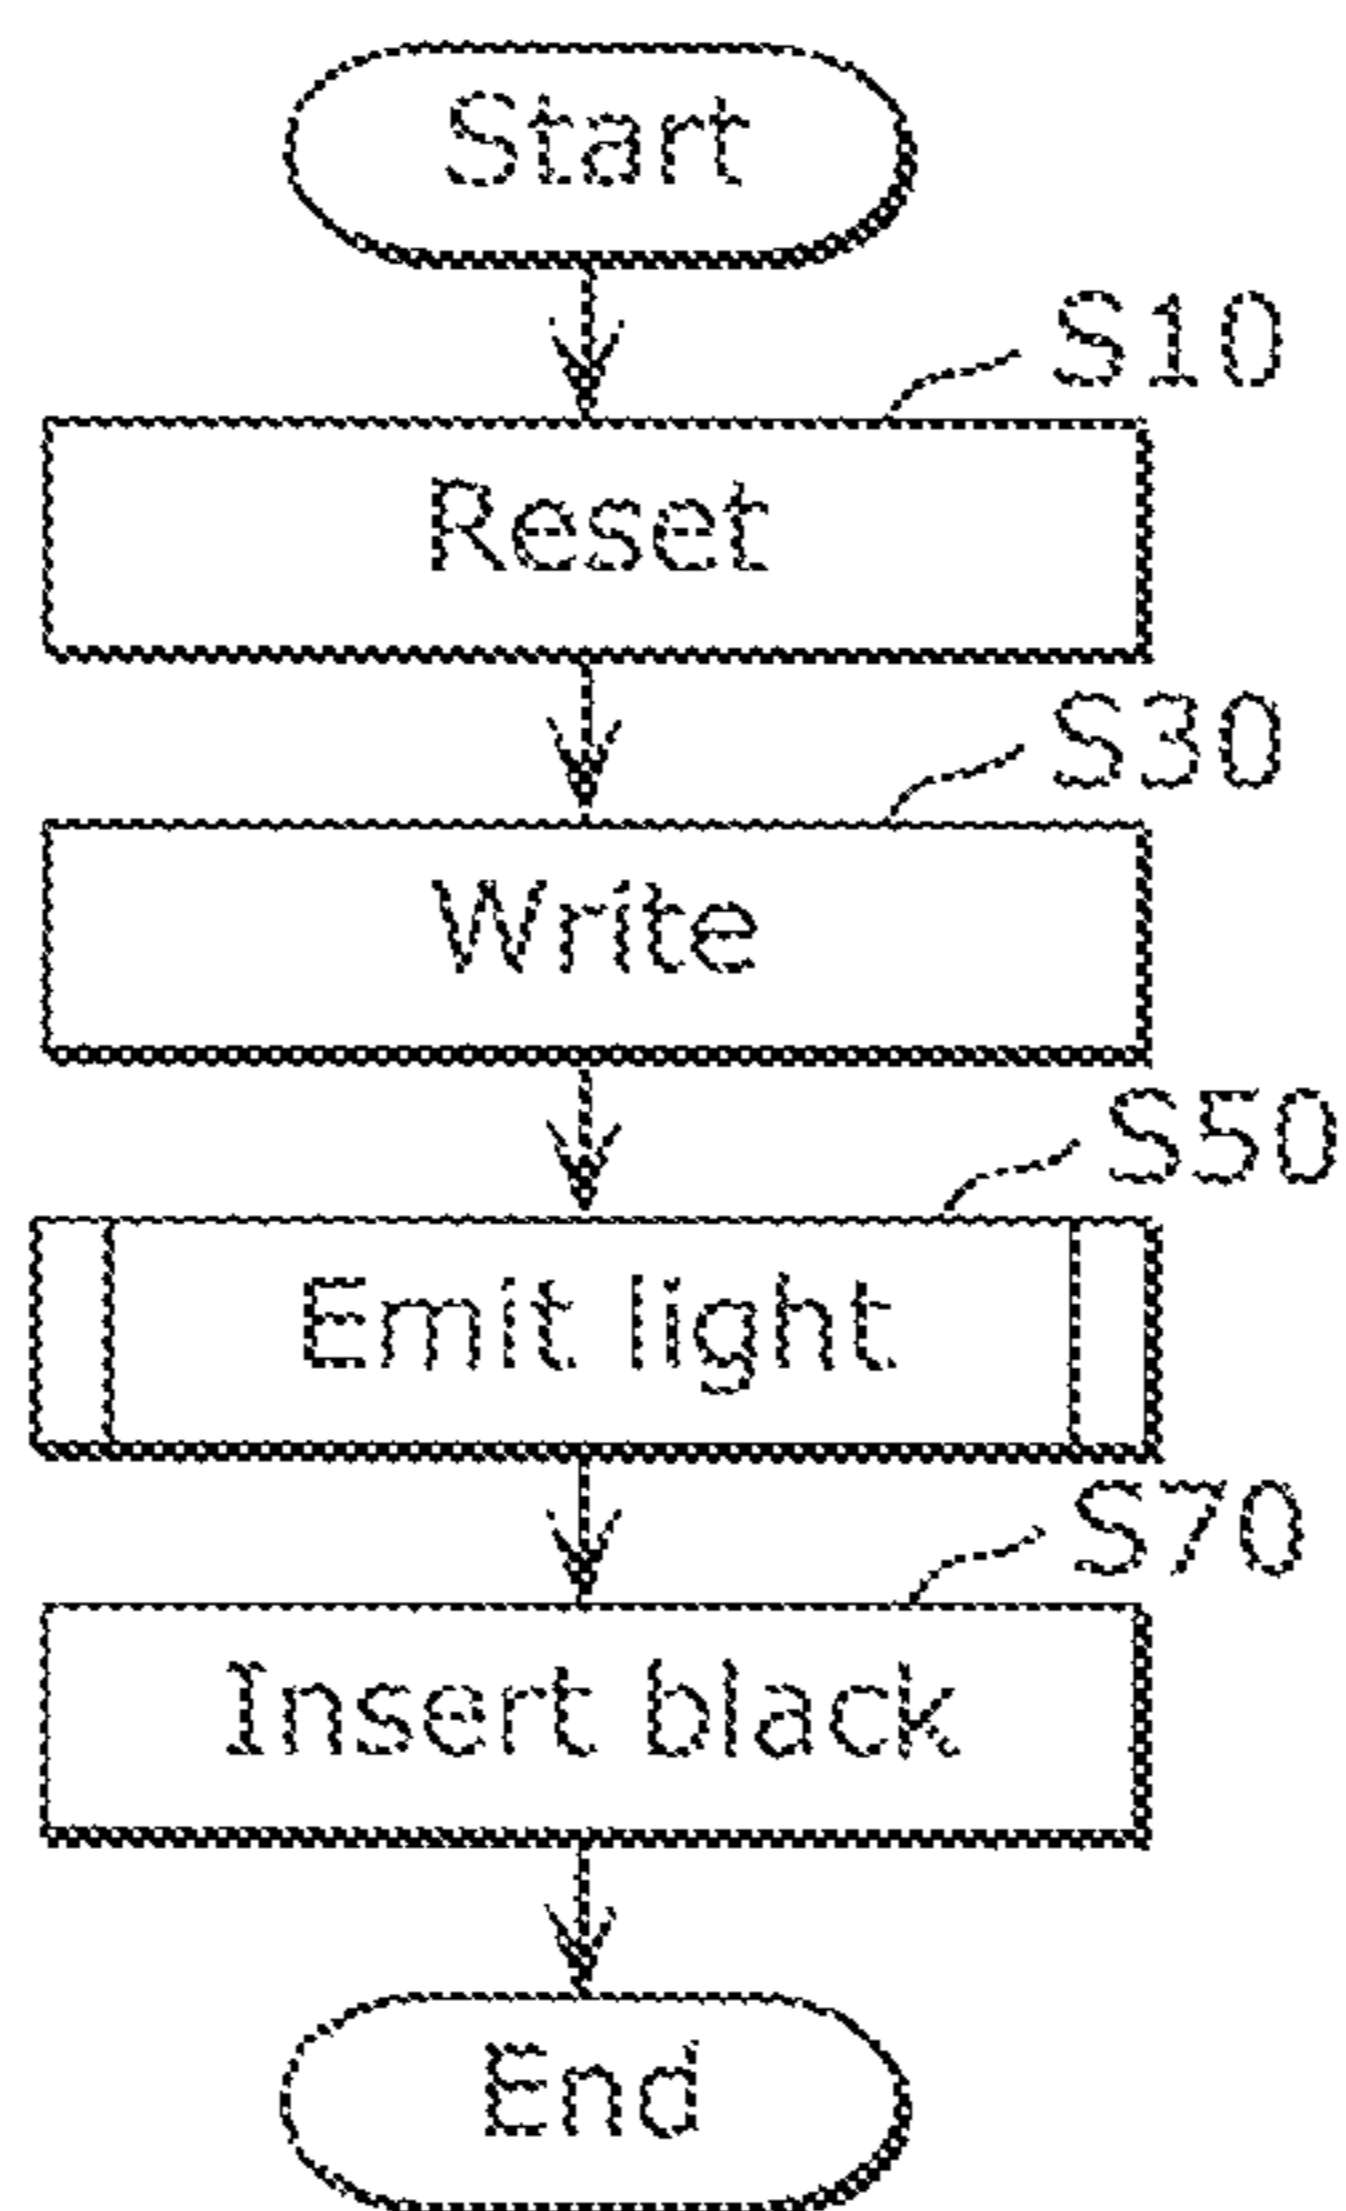 Start
S10
Reset
S30
Write
S50
Emit light
S70
Insert black
End